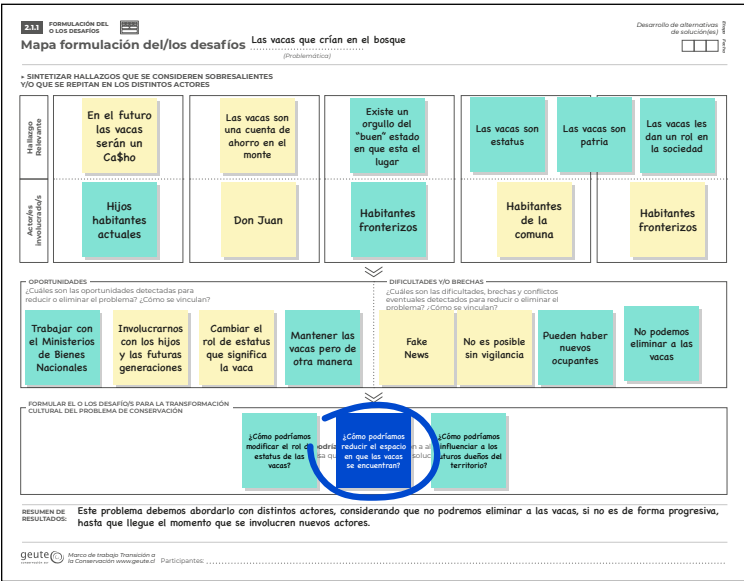 2.1.1 FORMULACIÓN DEL
O LOS DESAFÍOS
Mapa formulación del/los desafíos Las vacas que crían en el bosque
(Problemática)
Desarrollo de alternativas
de solución(es)
Etapa
Fecha
• SINTETIZAR HALLAZGOS QUE SE CONSIDEREN SOBRESALIENTES
Y/O QUE SE REPITAN EN LOS DISTINTOS ACTORES
Hallazgo
Relevante
En el futuro
las vacas
serán un
Ca$ho
Las vacas son
una cuenta de
ahorro en el
monte
Existe un
orgullo del
"buen" estado
en que esta el
lugar
Las vacas son
estatus
Las vacas son
patria
Las vacas les
dan un rol en
la sociedad
Actor/es
involucrado/s
Hijos
habitantes
actuales
Don Juan
Habitantes
fronterizos
Habitantes
de la
comuna
Habitantes
fronterizos
OPORTUNIDADES
¿Cuáles son las oportunidades detectadas para
reducir o eliminar el problema? ¿Cómo se vinculan?
Trabajar con
el Ministerios
de Bienes
Nacionales
Involucrarnos
con los hijos
y las futuras
generaciones
Cambiar el
rol de estatus
que significa
la vaca
Mantener las
vacas pero de
otra manera
DIFICULTADES Y/O BRECHAS
¿Cuáles son las dificultades, brechas y conflictos
eventuales detectados para reducir o eliminar el
problema? ¿Cómo se vinculan?
Fake
News
No es posible
sin vigilancia
Pueden haber
nuevos
ocupantes
No podemos
eliminar a las
vacas
FORMULAR EL O LOS DESAFÍO/S PARA LA TRANSFORMACIÓN
CULTURAL DEL PROBLEMA DE CONSERVACIÓN
¿Cómo podríamos
modificar el rol de
estatus de las
vacas?
¿Cómo podríamos
reducir el espacio
en que las vacas
se encuentran?
¿Cómo podríamos
influenciar a los
futuros dueños del
territorio?
RESUMEN DE
RESULTADOS:
Este problema debemos abordarlo con distintos actores, considerando que no podremos eliminar a las vacas, si no es de forma progresiva,
hasta que llegue el momento que se involucren nuevos actores.
geute
Marco de trabajo Transición a
la Conservación www.geute.cl Participantes: